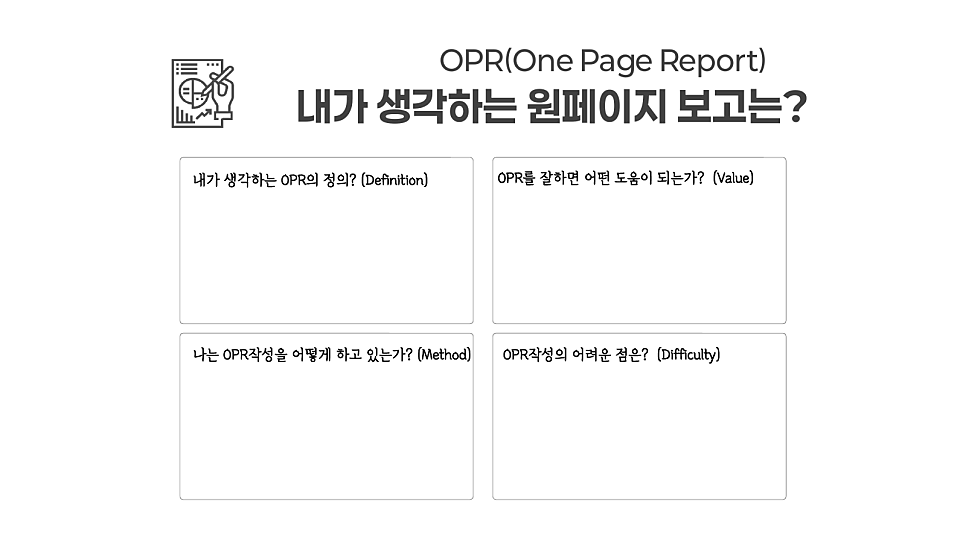 OPR(One Page Report)
내가 생각하는 원페이지 보고는?
내가 생각하는 OPR의 정의? (Definition)
OPR를 잘하면 어떤 도움이 되는가? (Value)
나는 OPR작성을 어떻게 하고 있는가? (Method)
OPR작성의 어려운 점은? (Difficulty)